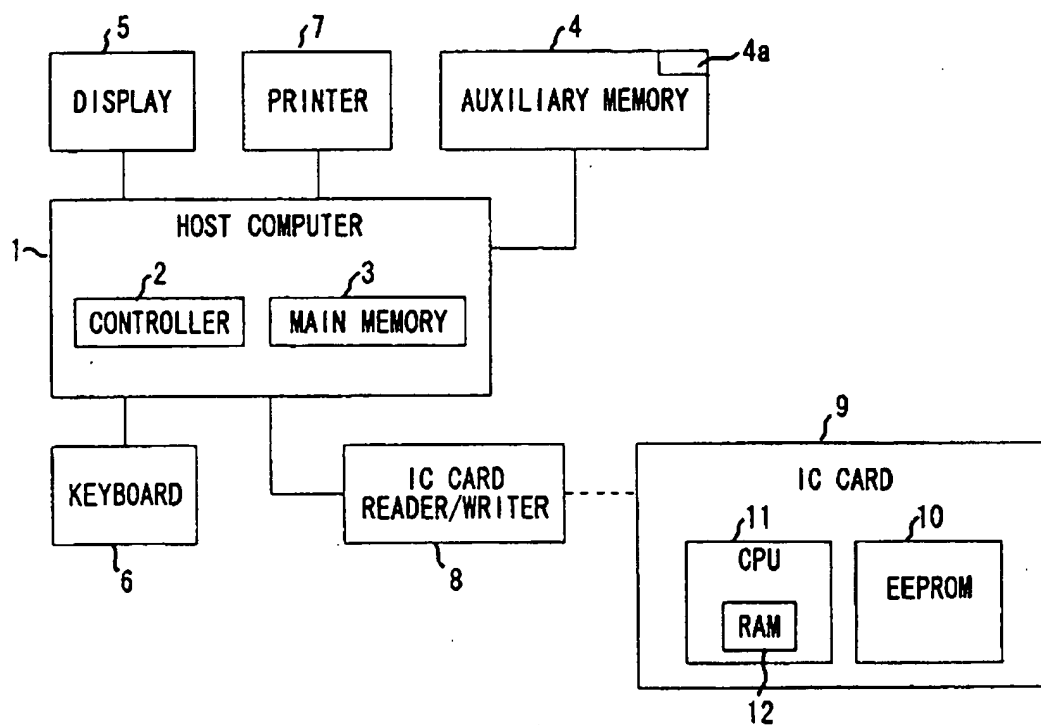 5
7
4
4a
DISPLAY
PRINTER
AUXILIARY MEMORY
HOST COMPUTER
1
2
3
CONTROLLER
MAIN MEMORY
9
KEYBOARD
IC CARD
READER/WRITER
IC CARD
11
10
6
8
CPU
EEPROM
RAM
12